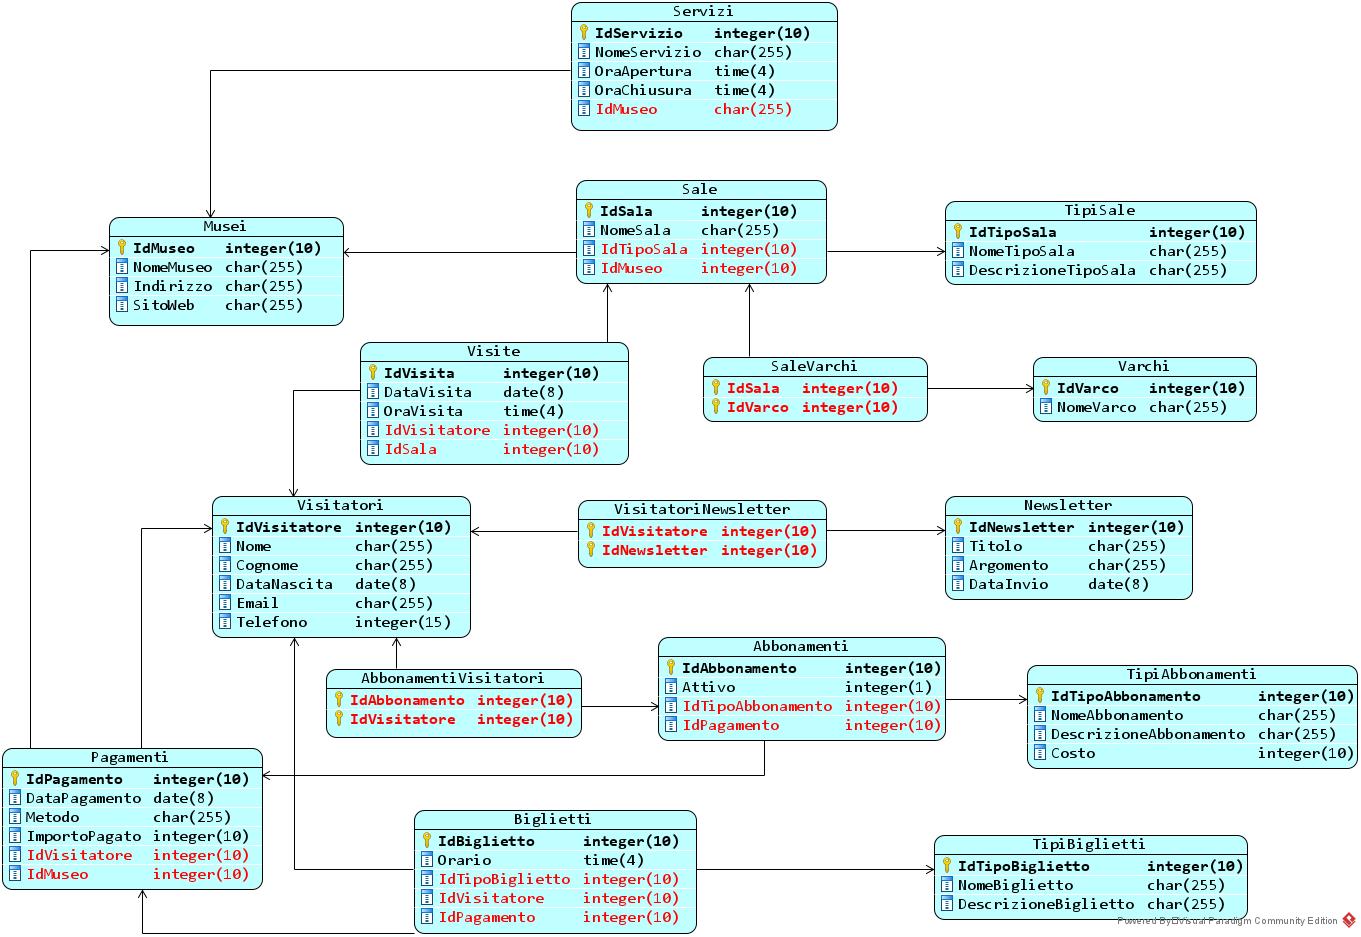 Servizi
IdServizio integer(10)
NomeServizio char(255)
OraApertura time(4)
OraChiusura time(4)
IdMuseo char(255)
Sale
IdSala integer(10)
NomeSala char(255)
IdTipoSala integer(10)
IdMuseo integer(10)
TipiSale
IdTipoSala integer(10)
NomeTipoSala char(255)
DescrizioneTipoSala char(255)
Musei
IdMuseo integer(10)
NomeMuseo char(255)
Indirizzo char(255)
SitoWeb char(255)
Visite
IdVisita integer(10)
DataVisita date(8)
OraVisita time(4)
IdVisitatore integer(10)
IdSala integer(10)
SaleVarchi
IdSala integer(10)
IdVarco integer(10)
Varchi
IdVarco integer(10)
NomeVarco char(255)
Visitatori
IdVisitatore integer(10)
Nome char(255)
Cognome char(255)
DataNascita date(8)
Email char(255)
Telefono integer(15)
VisitatoriNewsletter
IdVisitatore integer(10)
IdNewsletter integer(10)
Newsletter
IdNewsletter integer(10)
Titolo char(255)
Argomento char(255)
DataInvio date(8)
AbbonamentiVisitatori
IdAbbonamento integer(10)
IdVisitatore integer(10)
Abbonamenti
IdAbbonamento integer(10)
Attivo integer(1)
IdTipoAbbonamento integer(10)
IdPagamento integer(10)
TipiAbbonamenti
IdTipoAbbonamento integer(10)
NomeAbbonamento char(255)
DescrizioneAbbonamento char(255)
Costo integer(10)
Pagamenti
IdPagamento integer(10)
DataPagamento date(8)
Metodo char(255)
ImportoPagato integer(10)
IdVisitatore integer(10)
IdMuseo integer(10)
Biglietti
IdBiglietto integer(10)
Orario time(4)
IdTipoBiglietto integer(10)
IdVisitatore integer(10)
IdPagamento integer(10)
TipiBiglietti
IdTipoBiglietto integer(10)
NomeBiglietto char(255)
DescrizioneBiglietto char(255)
Powered By Visual Paradigm Community Edition